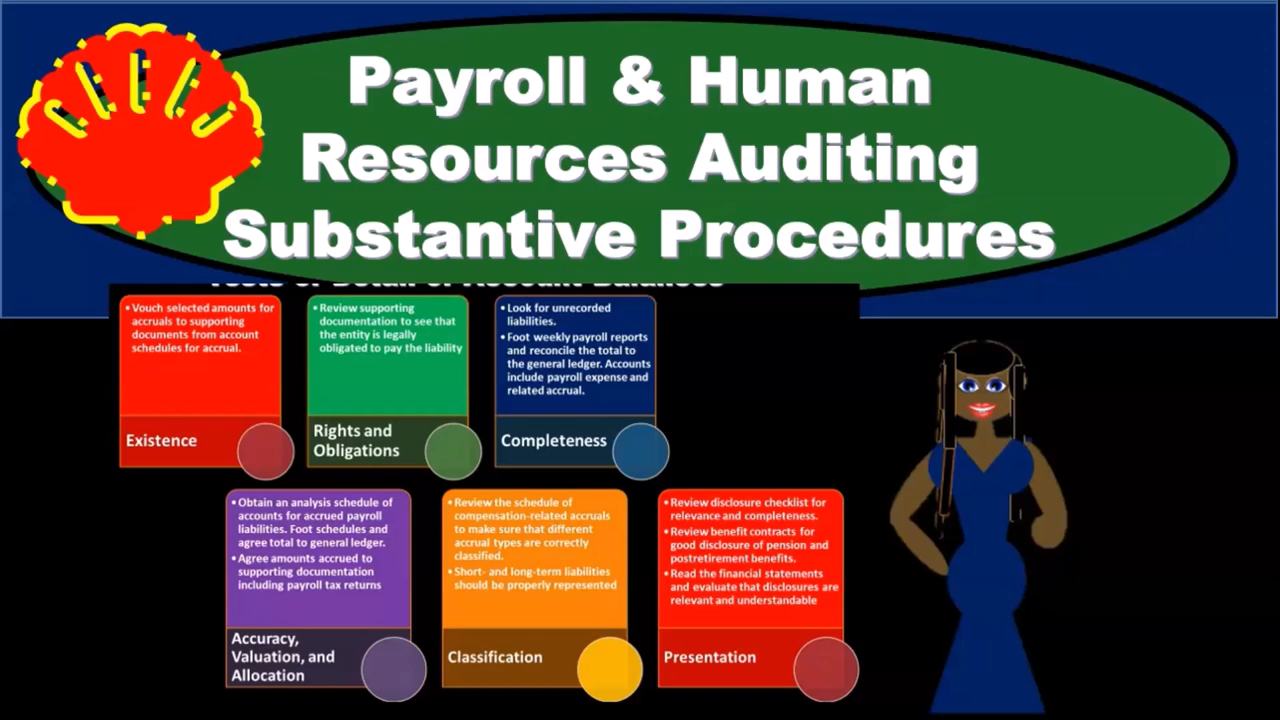 Payroll & Human
Resources Auditing
Substantive Procedures
Tests of Detail of Account Balances
• Vouch selected amounts for
accruals to supporting
documents from account
schedules for accrual.
Existence
• Review supporting
documentation to see that
the entity is legally
obligated to pay the liability
Rights and
Obligations
• Look for unrecorded
liabilities.
• Foot weekly payroll reports
and reconcile the total to
the general ledger. Accounts
include payroll expense and
related accrual.
Completeness
• Obtain an analysis schedule of
accounts for accrued payroll
liabilities. Foot schedules and
agree total to general ledger.
• Agree amounts accrued to
supporting documentation
including payroll tax returns
Accuracy,
Valuation, and
Allocation
• Review the schedule of
compensation-related accruals
to make sure that different
accrual types are correctly
classified.
• Short- and long-term liabilities
should be properly represented
Classification
• Review disclosure checklist for
relevance and completeness.
• Review benefit contracts for
good disclosure of pension and
postretirement benefits.
• Read the financial statements
and evaluate that disclosures are
relevant and understandable
Presentation